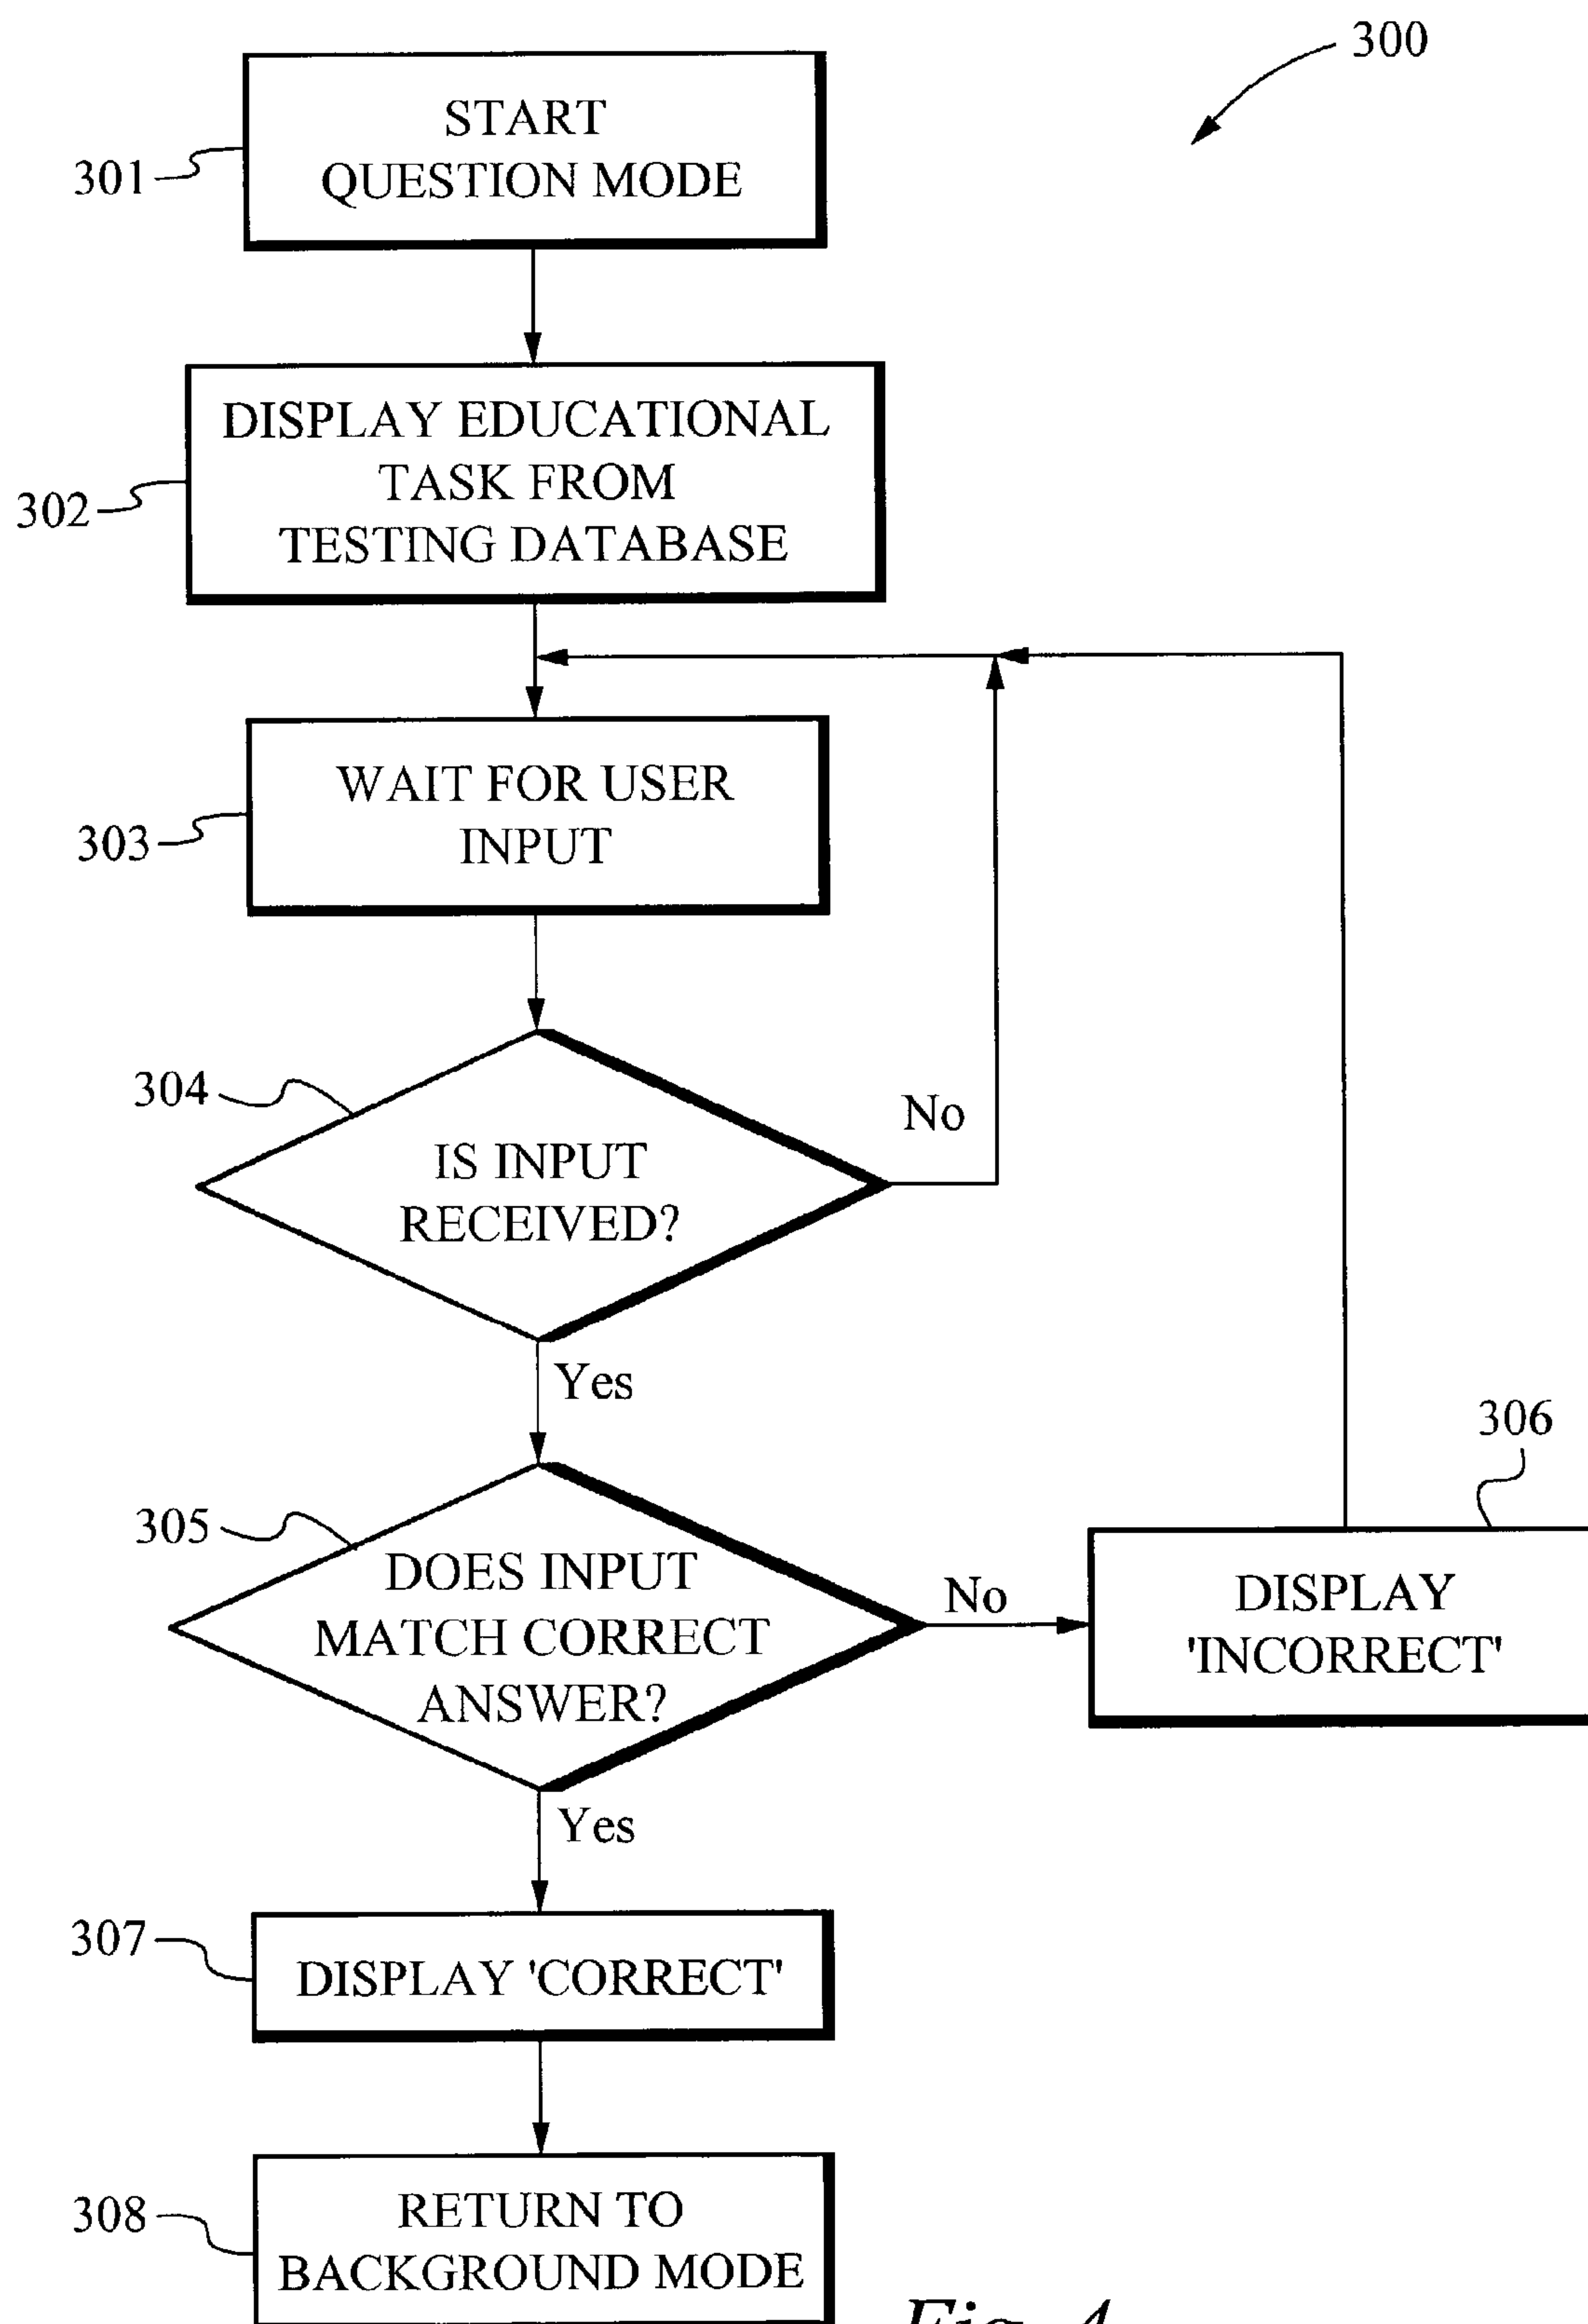 300
START
QUESTION MODE
301
DISPLAY EDUCATIONAL
TASK FROM
TESTING DATABASE
302
WAIT FOR USER
INPUT
303
304
IS INPUT
RECEIVED?
No
Yes
305
DOES INPUT
MATCH CORRECT
ANSWER?
No
306
DISPLAY
'INCORRECT'
Yes
307
DISPLAY 'CORRECT'
308
RETURN TO
BACKGROUND MODE
Fig. 4